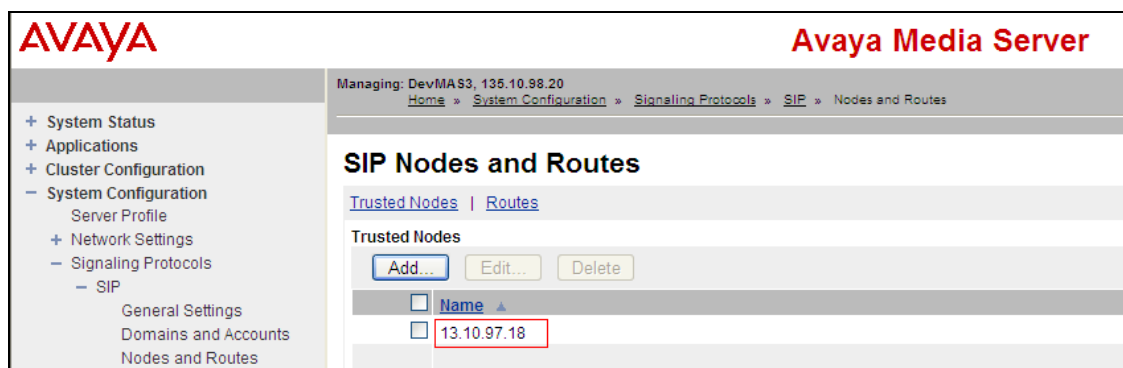 AVAYA
Avaya Media Server
Managing: DevMAS3, 135.10.98.20
Home » System Configuration » Signaling Protocols » SIP » Nodes and Routes
+ System Status
+ Applications
+ Cluster Configuration
− System Configuration
Server Profile
+ Network Settings
− Signaling Protocols
− SIP
General Settings
Domains and Accounts
Nodes and Routes
SIP Nodes and Routes
Trusted Nodes | Routes
Trusted Nodes
Add... Edit... Delete
Name
13.10.97.18